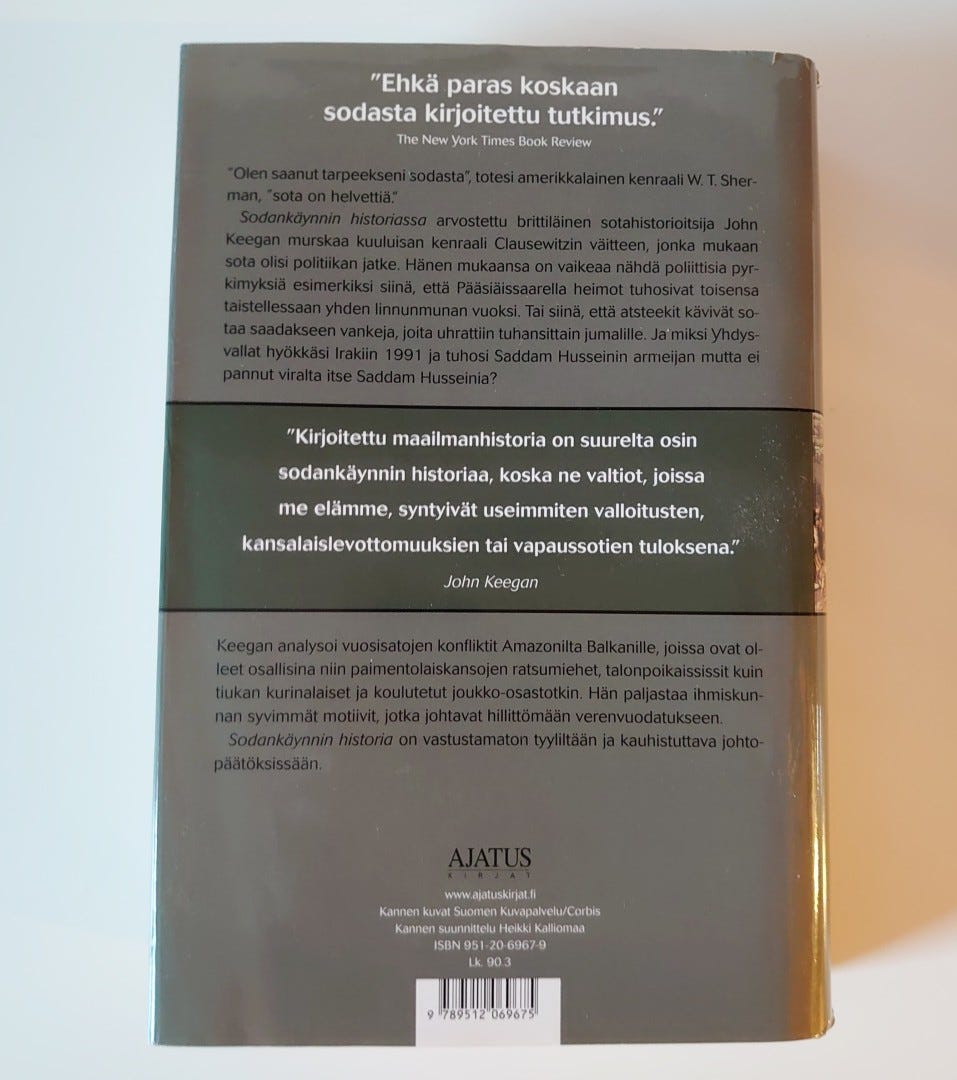 "Ehkä paras koskaan
sodasta kirjoitettu tutkimus."
The New York Times Book Review
"Olen saanut tarpeekseni sodasta", totesi amerikkalainen kenraali W. T. Sher-
man, "sota on helvettiä."
Sodankäynnin historiassa arvostettu brittiläinen sotahistorioitsija John
Keegan murskaa kuuluisan kenraali Clausewitzin väitteen, jonka mukaan
sota olisi politiikan jatke. Hänen mukaansa on vaikeaa nähdä poliittisia pyr-
kimyksiä esimerkiksi siinä, että Pääsiäissaarella heimot tuhosivat toisensa
taistellessaan yhden linnunmunan vuoksi. Tai siinä, että atsteekit kävivät so-
taa saadakseen vankeja, joita uhrattiin tuhansittain jumalille. Ja miksi Yhdys-
vallat hyökkäsi Irakiin 1991 ja tuhosi Saddam Husseinin armeijan mutta ei
pannut viralta itse Saddam Husseinia?
"Kirjoitettu maailmanhistoria on suurelta osin
sodankäynnin historiaa, koska ne valtiot, joissa
me elämme, syntyivät useimmiten valloitusten,
kansalaislevottomuuksien tai vapaussotien tuloksena."
John Keegan
Keegan analysoi vuosisatojen konfliktit Amazonilta Balkanille, joissa ovat ol-
leet osallisina niin paimentolaiskansojen ratsumiehet, talonpoikaississit kuin
tiukan kurinalaiset ja koulutetut joukko-osastotkin. Hän paljastaa ihmiskun-
nan syvimmät motiivit, jotka johtavat hillittömään verenvuodatukseen.
Sodankäynnin historia on vastustamaton tyyliltään ja kauhistuttava johto-
päätöksissään.
AJATUS
KIRJAT
www.ajatuskirjat.fi
Kannen kuvat Suomen Kuvapalvelu/Corbis
Kannen suunnittelu Heikki Kalliomaa
ISBN 951-20-6967-9
Lk. 90.3
9 789512 069675